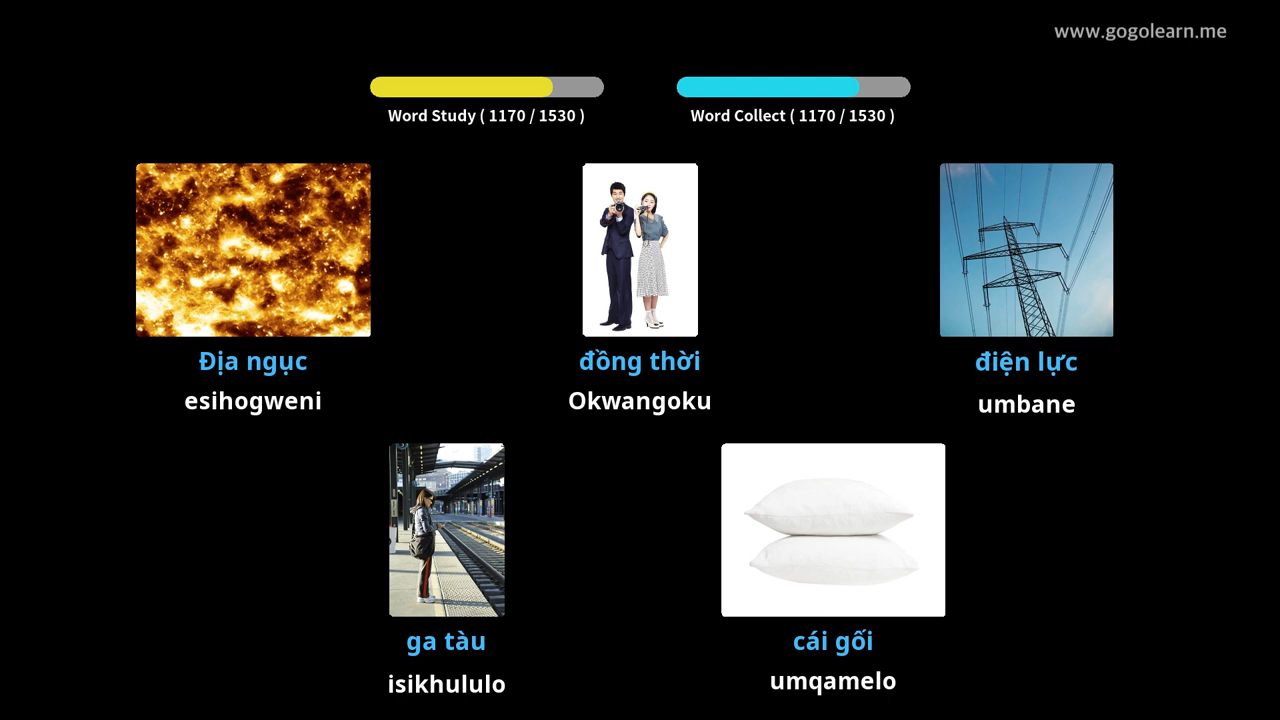 www.gogolearn.me
Word Study ( 1170 / 1530 )
Word Collect ( 1170 / 1530 )
Địa ngục
esihogweni
đồng thời
Okwangoku
điện lực
umbane
ga tàu
isikhululo
cái gối
umqamelo